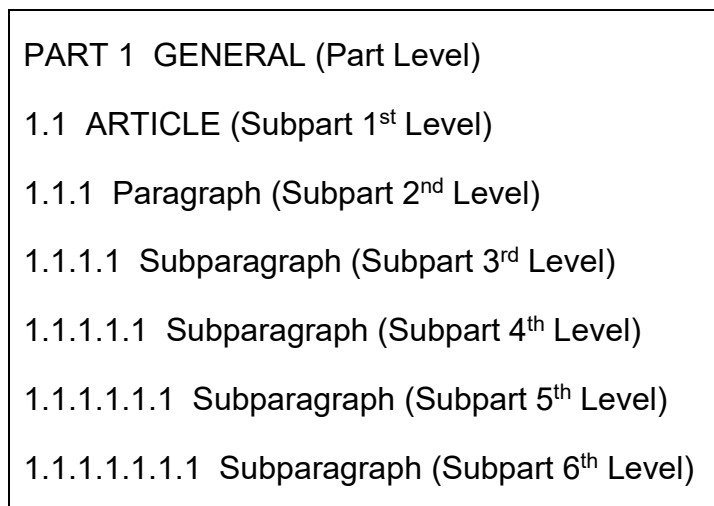 PART 1  GENERAL (Part Level)
1.1  ARTICLE (Subpart 1st Level)
1.1.1  Paragraph (Subpart 2nd Level)
1.1.1.1  Subparagraph (Subpart 3rd Level)
1.1.1.1.1  Subparagraph (Subpart 4th Level)
1.1.1.1.1.1  Subparagraph (Subpart 5th Level)
1.1.1.1.1.1.1  Subparagraph (Subpart 6th Level)